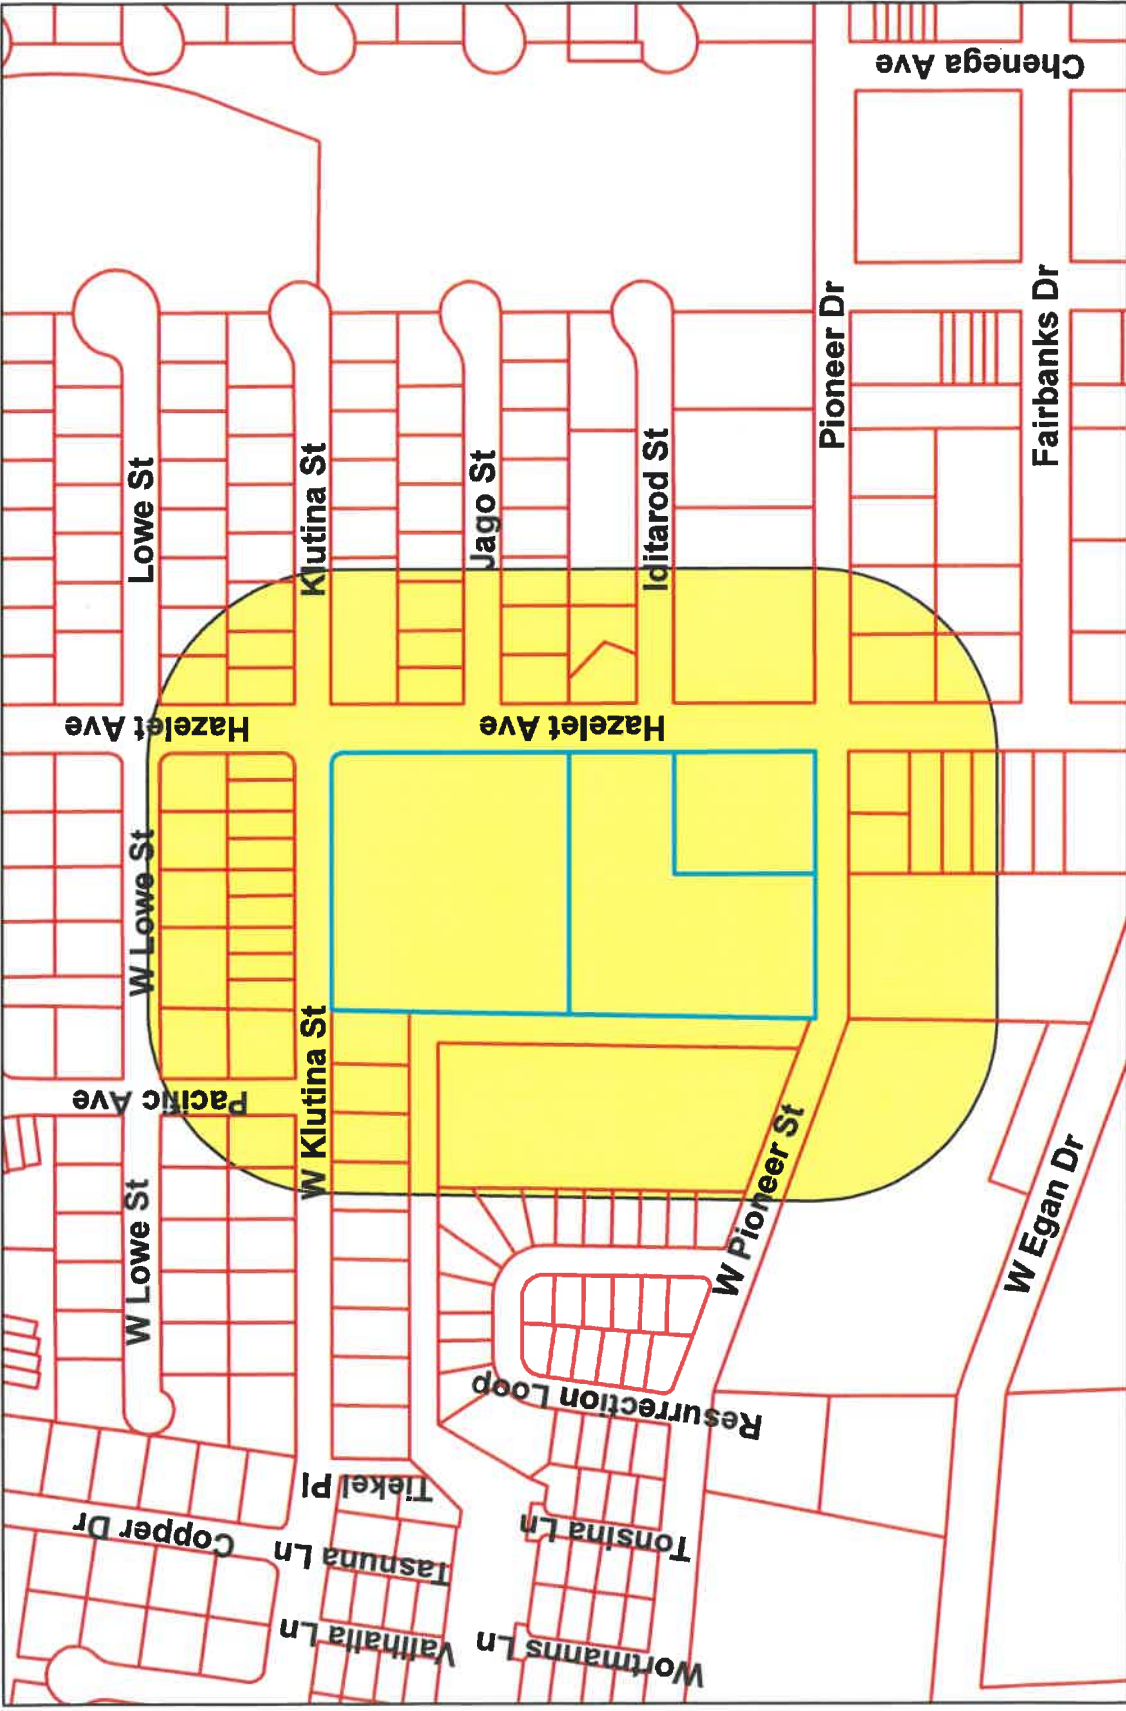 Chenega Ave
Pioneer Dr
Fairbanks Dr
Lowe St
Klutina St
Jago St
Iditarod St
Hazelet Ave
Hazelet Ave
W Lowe St
W Klutina St
Pacific Ave
W Pioneer St
W Egan Dr
W Lowe St
Resurrection Loop
Tiekel Pl
Copper Dr
Tasnuna Ln
Tonsina Ln
Valthalla Ln
Wortmanns Ln